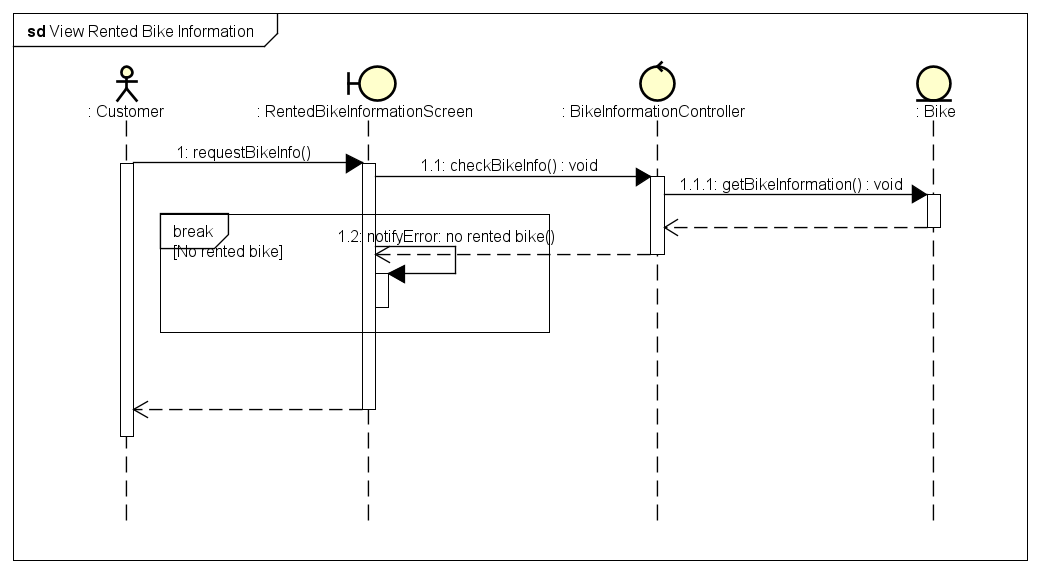 sd View Rented Bike Information
: Customer
: RentedBikeInformationScreen
: BikeInformationController
: Bike
1: requestBikeInfo()
1.1: checkBikeInfo() : void
1.1.1: getBikeInformation() : void
break
1.2: notifyError: no rented bike()
[No rented bike]